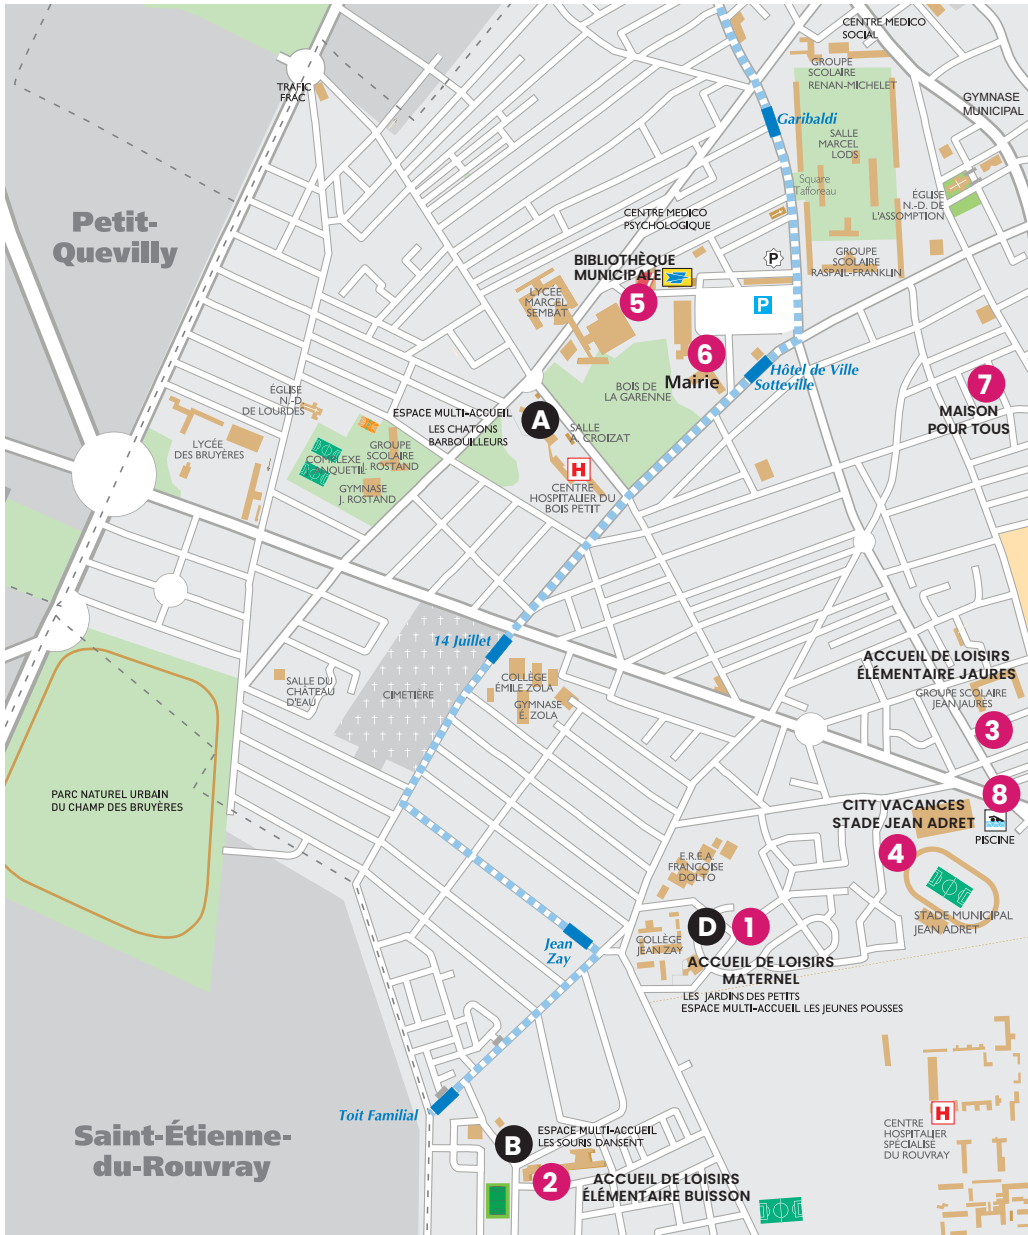 CENTRE MEDICO
SOCIAL
GROUPE
SCOLAIRE
RENAN-MICHELET
TRAFIC
FRAC
GYMNASE
MUNICIPAL
Garibaldi
SALLE
MARCEL
LODS
Square
Tafforeau
ÉGLISE
N.-D. DE
L'ASSOMPTION
Petit-
Quevilly
CENTRE MEDICO
PSYCHOLOGIQUE
GROUPE
SCOLAIRE
RASPAIL-FRANKLIN
P
BIBLIOTHÈQUE
MUNICIPALE
5
P
LYCÉE
MARCEL
SEMBAT
6
Mairie
Hôtel de Ville
Sotteville
7
MAISON
POUR TOUS
BOIS DE
LA GARENNE
ÉGLISE
N.-D.
DE LOURDES
ESPACE MULTI-ACCUEIL
LES CHATONS
BARBOUILLEURS
A
SALLE
A. CROIZAT
LYCÉE
DES BRUYÈRES
COMPLEXE
ANQUETIL
GROUPE
SCOLAIRE
J. ROSTAND
GYMNASE
J. ROSTAND
H
CENTRE
HOSPITALIER DU
BOIS PETIT
14 Juillet
SALLE DU
CHÂTEAU
D'EAU
CIMETIÈRE
COLLÈGE
ÉMILE ZOLA
GYMNASE
É. ZOLA
ACCUEIL DE LOISIRS
ÉLÉMENTAIRE JAURÈS
GROUPE SCOLAIRE
JEAN JAURÈS
3
PARC NATUREL URBAIN
DU CHAMP DES BRUYÈRES
8
CITY VACANCES
STADE JEAN ADRET
PISCINE
4
E.R.E.A.
FRANÇOISE
DOLTO
STADE MUNICIPAL
JEAN ADRET
Jean
Zay
COLLÈGE
JEAN ZAY
D
1
ACCUEIL DE LOISIRS
MATERNEL
LES JARDINS DES PETITS
ESPACE MULTI-ACCUEIL LES JEUNES POUSSES
Toit Familial
Saint-Étienne-
du-Rouvray
B
ESPACE MULTI-ACCUEIL
LES SOURIS DANSENT
2
ACCUEIL DE LOISIRS
ÉLÉMENTAIRE BUISSON
H
CENTRE
HOSPITALIER
SPÉCIALISÉ
DU ROUVRAY